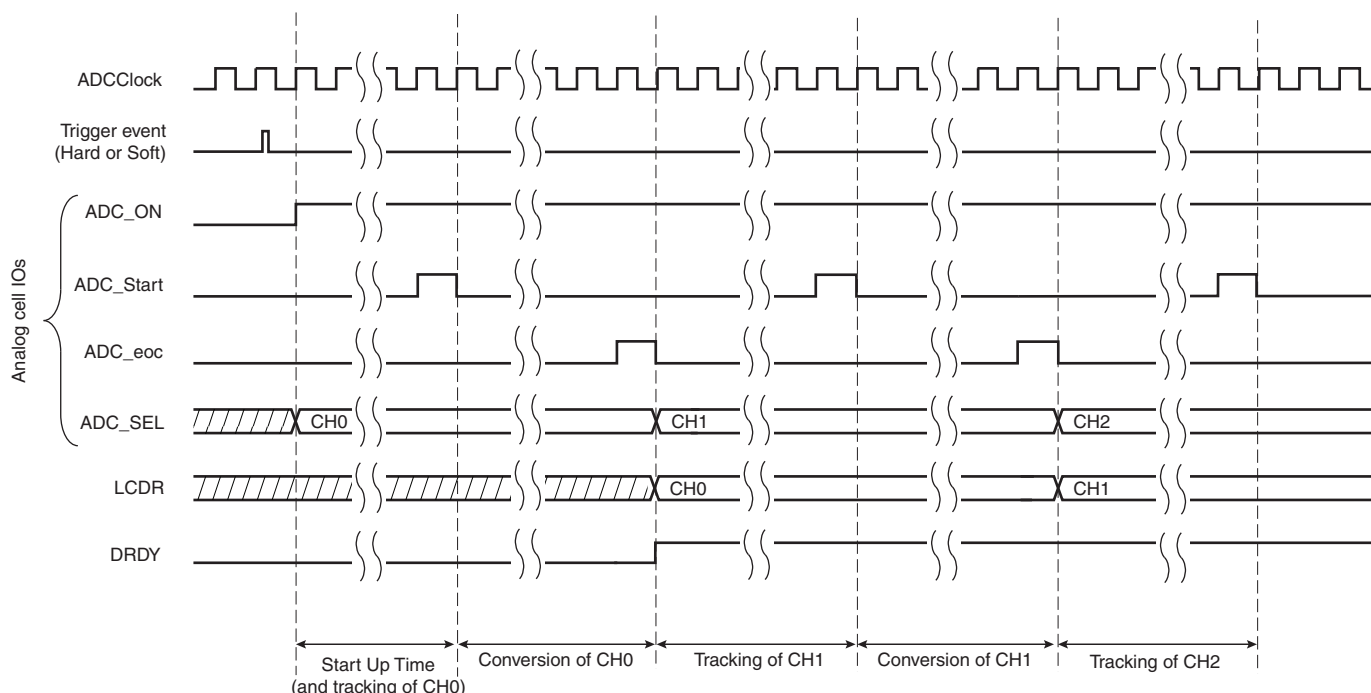 ADCClock
Trigger event
(Hard or Soft)
Analog cell IOs
ADC_ON
ADC_Start
ADC_eoc
ADC_SEL
CH0
CH1
CH2
LCDR
CH0
CH1
DRDY
Start Up Time
(and tracking of CH0)
Conversion of CH0
Tracking of CH1
Conversion of CH1
Tracking of CH2